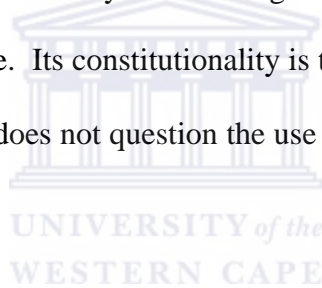 e. Its constitutionality is
does not question the use
UNIVERSITY of the
WESTERN CAPE